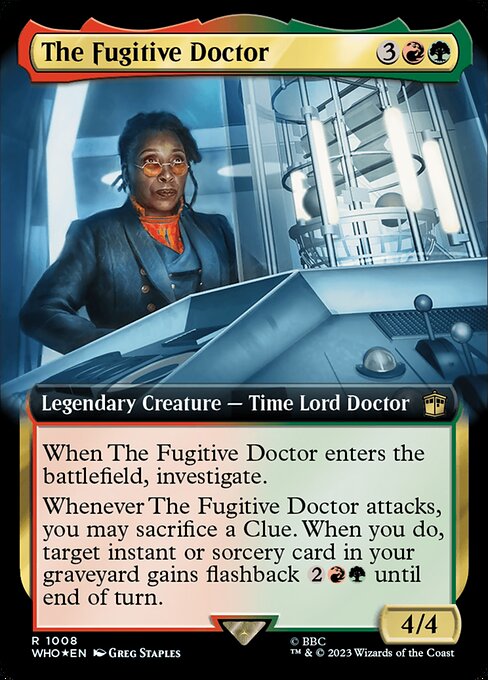 The Fugitive Doctor 3
Legendary Creature — Time Lord Doctor
When The Fugitive Doctor enters the
battlefield, investigate.
Whenever The Fugitive Doctor attacks,
you may sacrifice a Clue. When you do,
target instant or sorcery card in your
graveyard gains flashback 2 until
end of turn.
4/4
R 1008
WHO★EN Greg Staples
© BBC
™ & © 2023 Wizards of the Coast